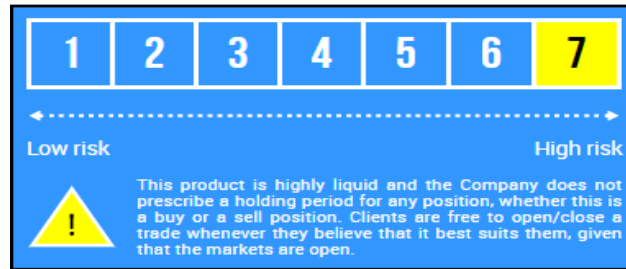 1 2 3 4 5 6 7
Low risk High risk
This product is highly liquid and the Company does not
prescribe a holding period for any position, whether this is
a buy or a sell position. Clients are free to open/close a
trade whenever they believe that it best suits them, given
that the markets are open.
!